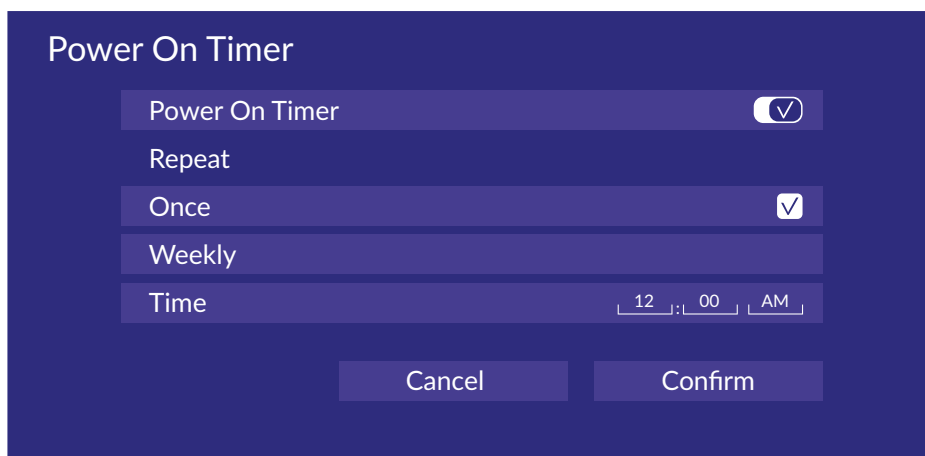 Power On Timer
Power On Timer
Repeat
Once
Weekly
Time 12 : 00 AM
Cancel Confirm